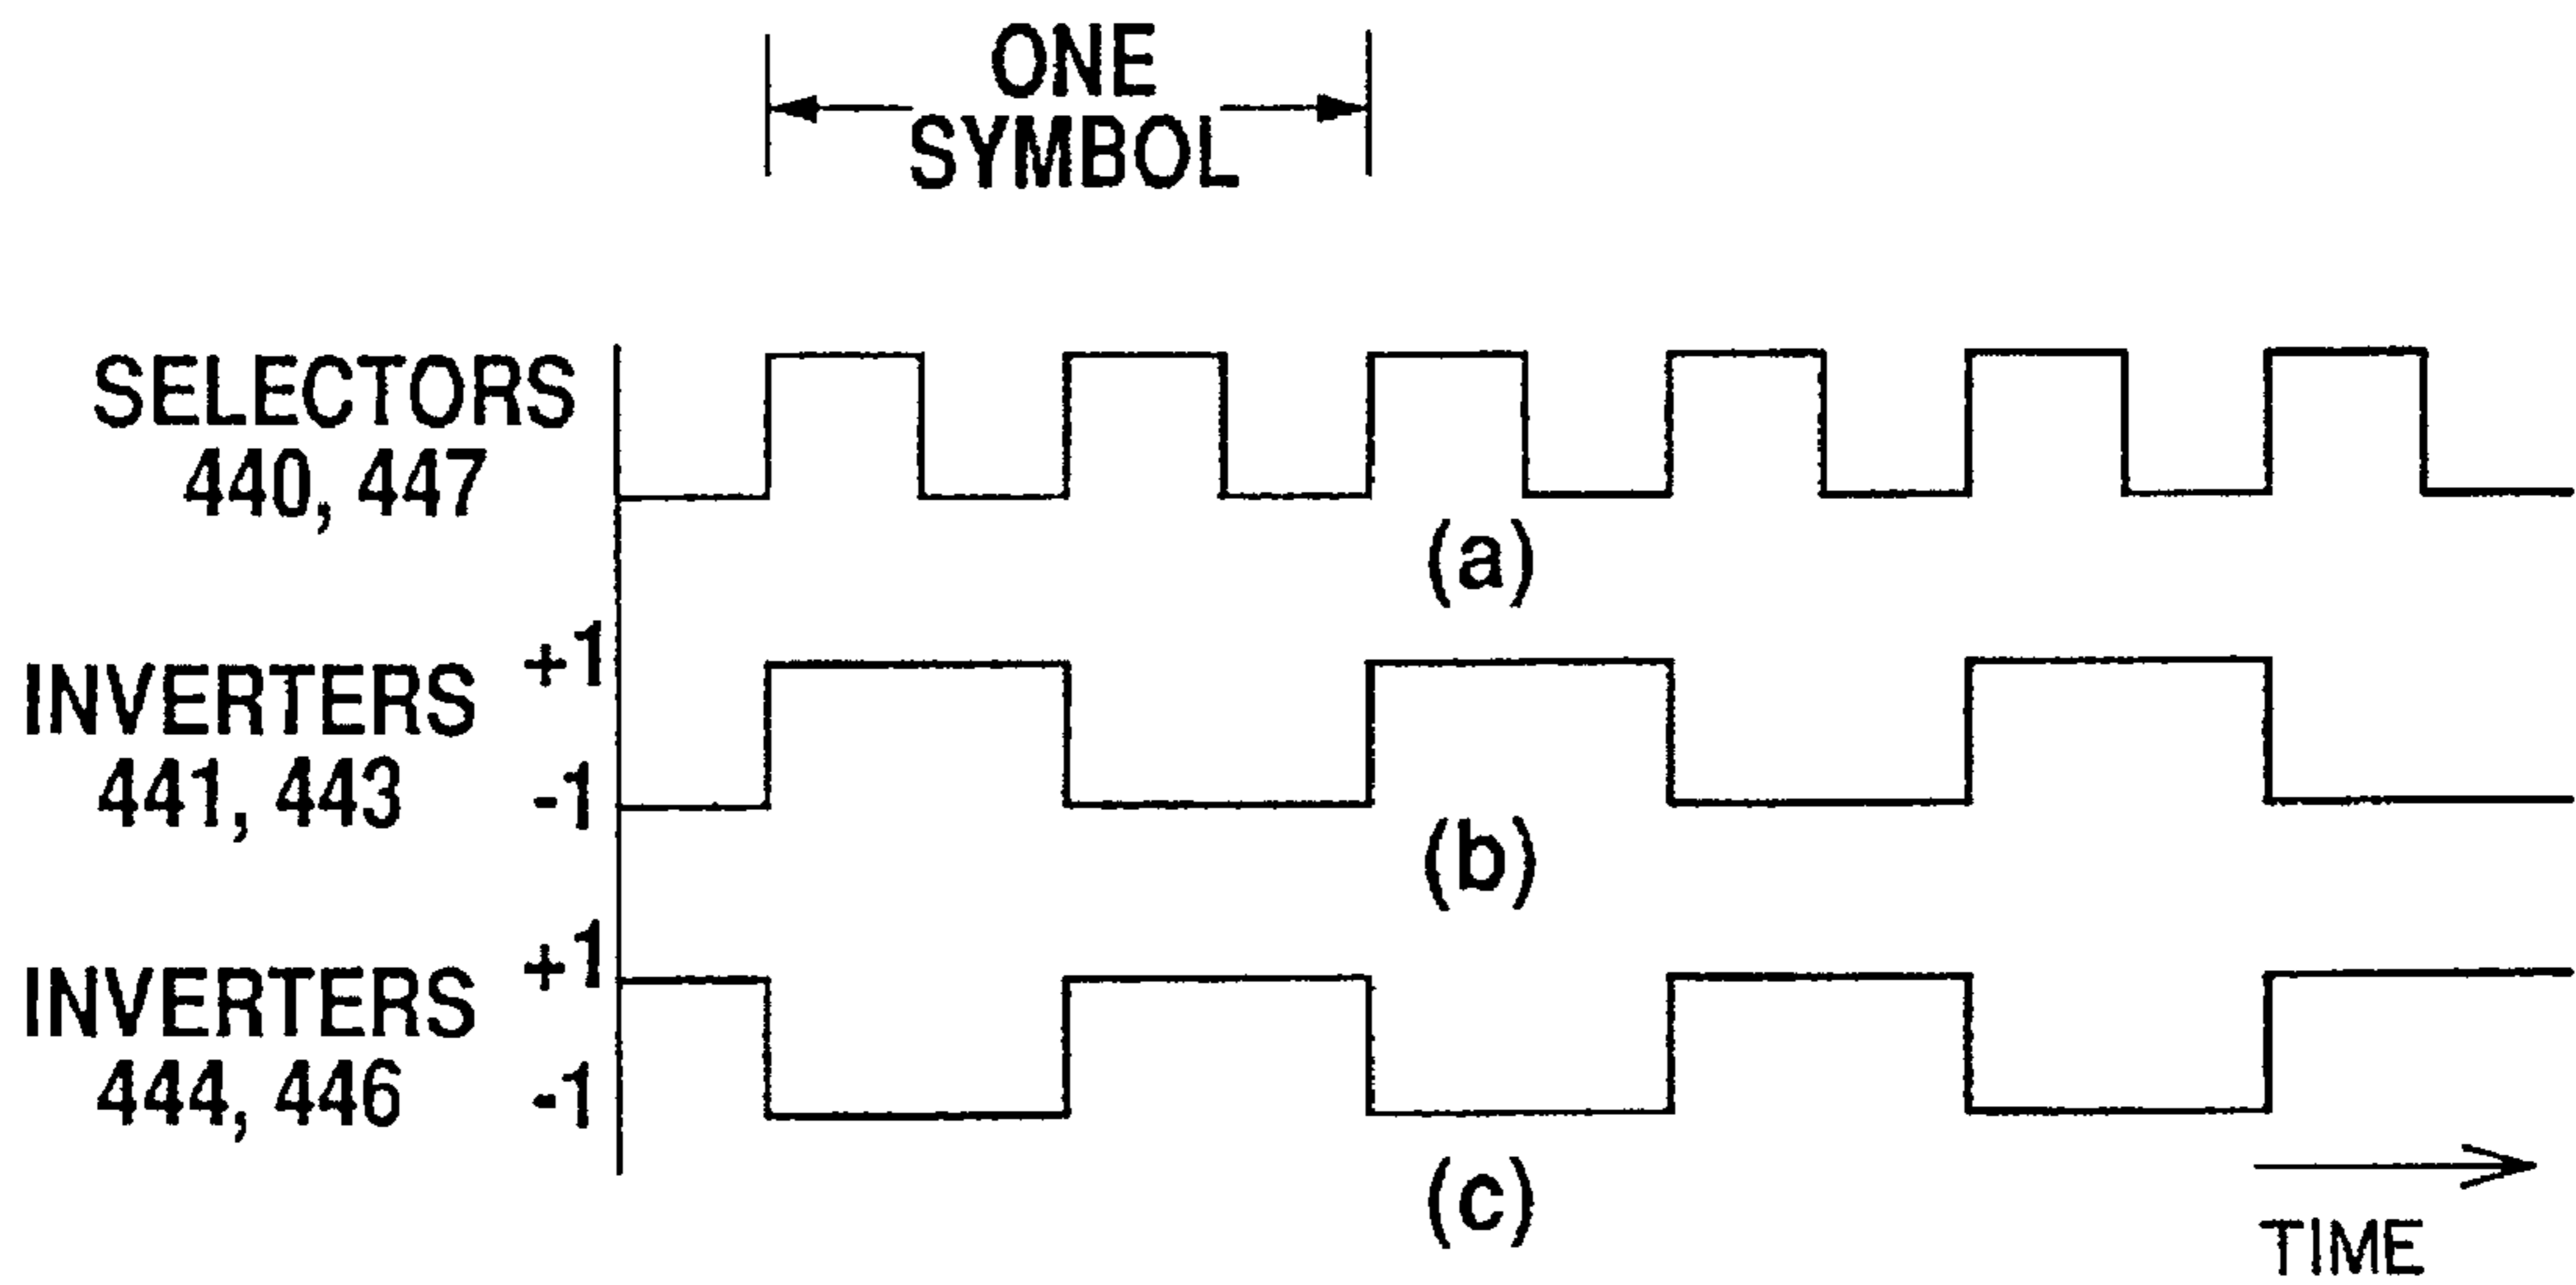 ONE
SYMBOL
SELECTORS
440, 447
(a)
INVERTERS
441, 443
+1
-1
(b)
INVERTERS
444, 446
+1
-1
(c)
TIME